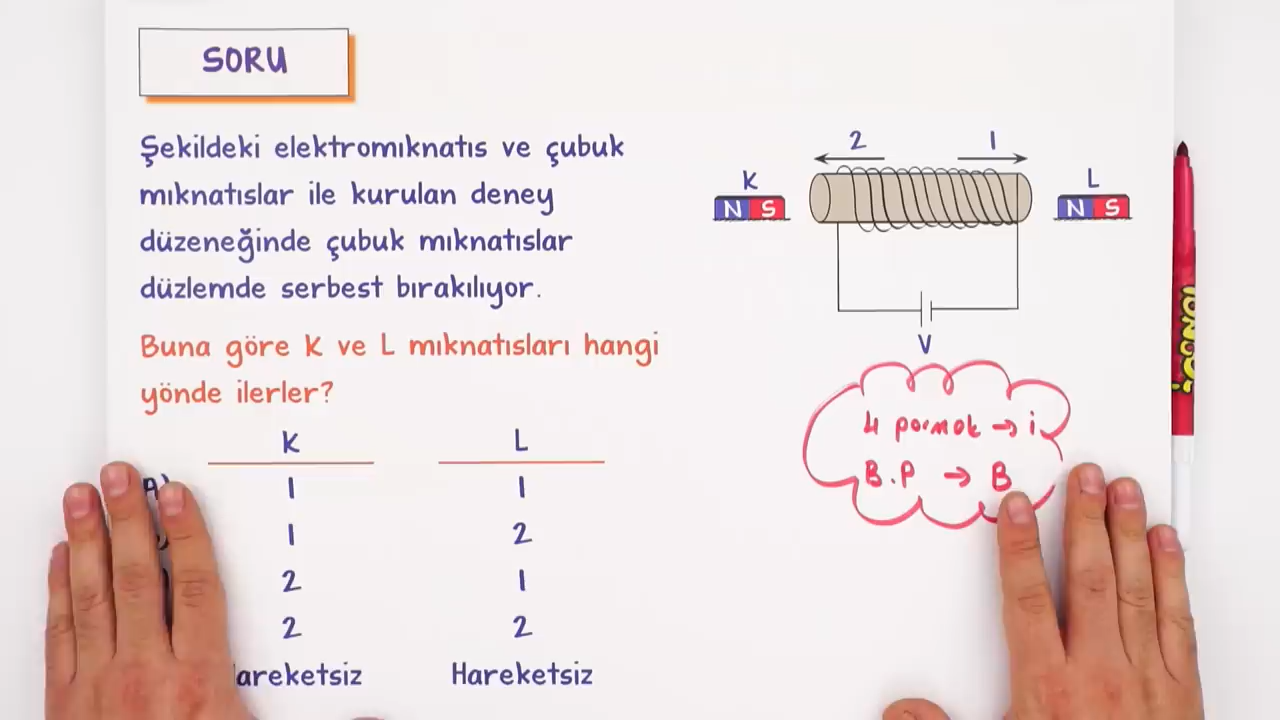 SORU
Şekildeki elektromıknatıs ve çubuk
mıknatıslar ile kurulan deney
düzeneğinde çubuk mıknatıslar
düzlemde serbest bırakılıyor.
Buna göre K ve L mıknatısları hangi
yönde ilerler?
K L
A) 1 1
1 2
2 1
2 2
Hareketsiz
2 1
K L
N S N S
V
4 parmak → i
B.P → B